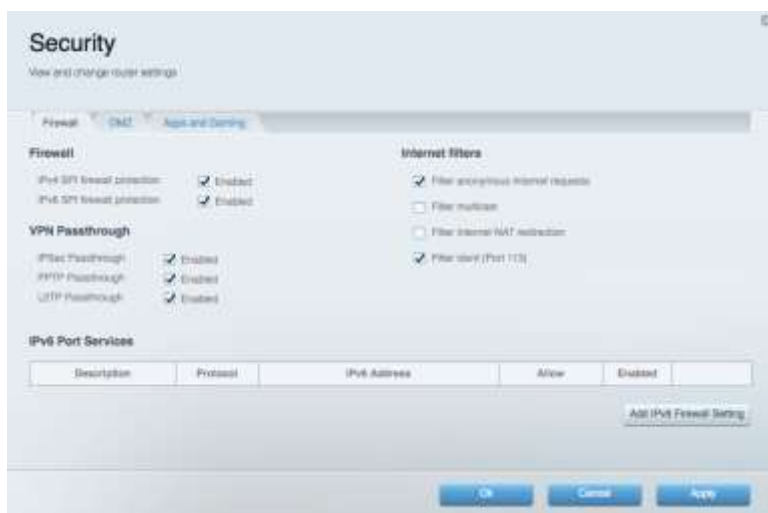 Security
View and change router settings
Firewall
DMZ
Apps and Gaming
Firewall
IPv4 SPI firewall protection
Enabled
IPv6 SPI firewall protection
Enabled
VPN Passthrough
IPSec Passthrough
Enabled
PPTP Passthrough
Enabled
L2TP Passthrough
Enabled
Internet filters
Filter anonymous Internet requests
Filter multicast
Filter Internet NAT redirection
Filter ident (Port 113)
IPv6 Port Services
Description
Protocol
IPv6 Address
Allow
Enabled
Add IPv6 Firewall Setting
Ok
Cancel
Apply